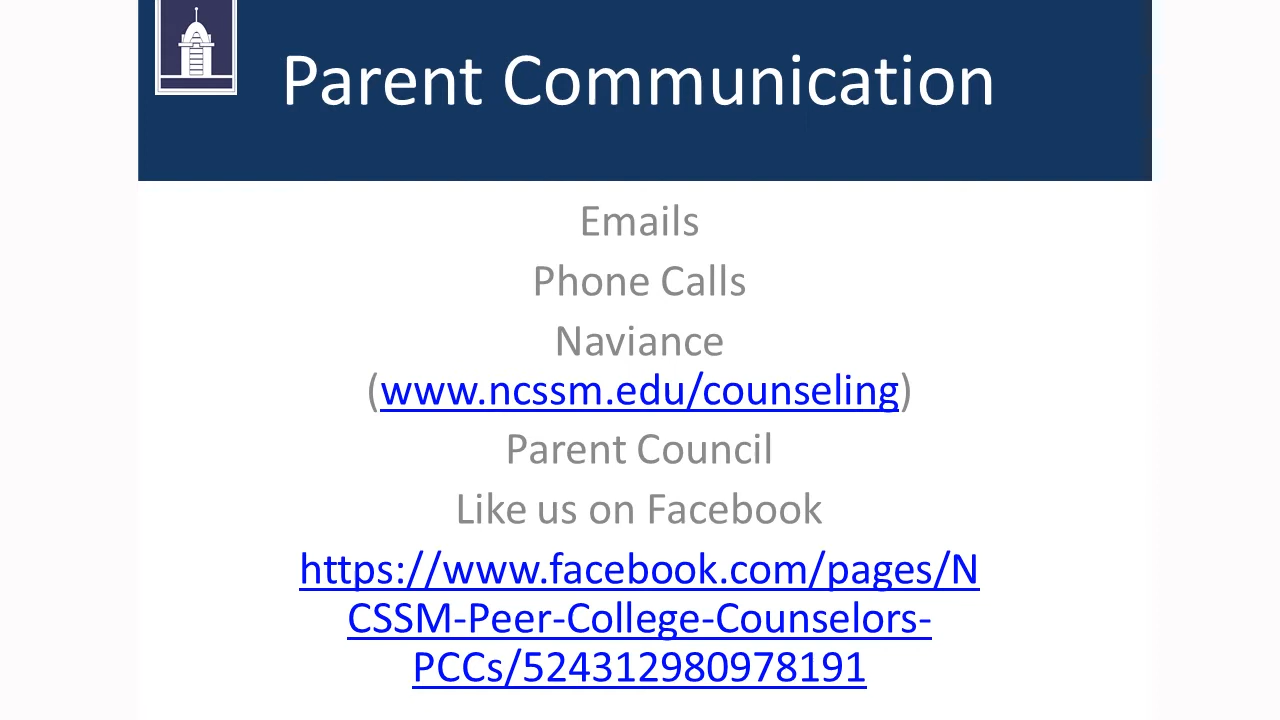 Parent Communication
Emails
Phone Calls
Naviance
(www.ncssm.edu/counseling)
Parent Council
Like us on Facebook
https://www.facebook.com/pages/N
CSSM-Peer-College-Counselors-
PCCs/524312980978191